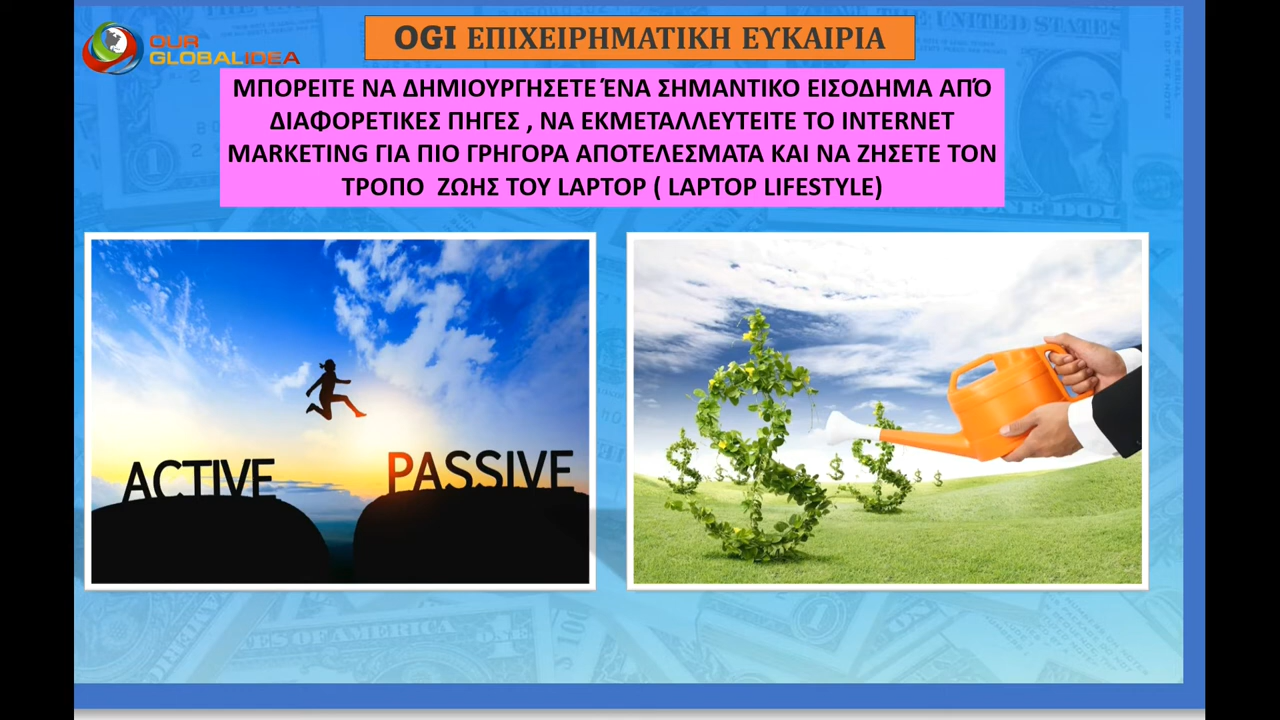 OUR
GLOBALIDEA
OGI ΕΠΙΧΕΙΡΗΜΑΤΙΚΗ ΕΥΚΑΙΡΙΑ
ΜΠΟΡΕΙΤΕ ΝΑ ΔΗΜΙΟΥΡΓΗΣΕΤΕ ΈΝΑ ΣΗΜΑΝΤΙΚΟ ΕΙΣΟΔΗΜΑ ΑΠΌ
ΔΙΑΦΟΡΕΤΙΚΕΣ ΠΗΓΕΣ , ΝΑ ΕΚΜΕΤΑΛΛΕΥΤΕΙΤΕ ΤΟ INTERNET
MARKETING ΓΙΑ ΠΙΟ ΓΡΗΓΟΡΑ ΑΠΟΤΕΛΕΣΜΑΤΑ ΚΑΙ ΝΑ ΖΗΣΕΤΕ ΤΟΝ
ΤΡΟΠΟ  ΖΩΗΣ ΤΟΥ LAPTOP ( LAPTOP LIFESTYLE)
ACTIVE
PASSIVE